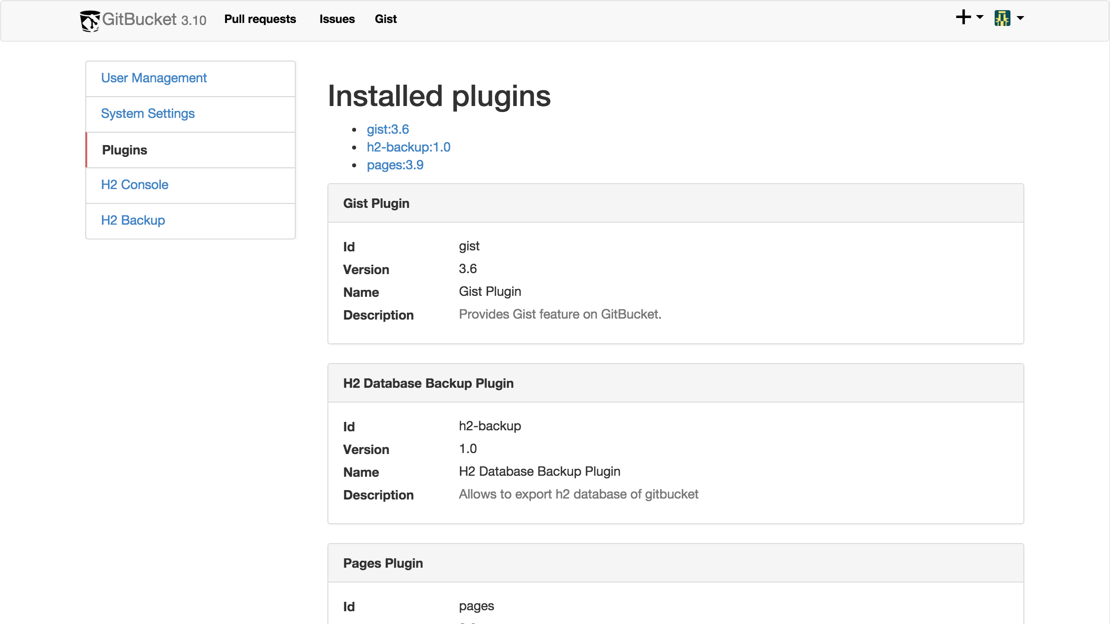 GitBucket 3.10 Pull requests Issues Gist
User Management
System Settings
Plugins
H2 Console
H2 Backup
Installed plugins
gist:3.6
h2-backup:1.0
pages:3.9
Gist Plugin
Id gist
Version 3.6
Name Gist Plugin
Description Provides Gist feature on GitBucket.
H2 Database Backup Plugin
Id h2-backup
Version 1.0
Name H2 Database Backup Plugin
Description Allows to export h2 database of gitbucket
Pages Plugin
Id pages